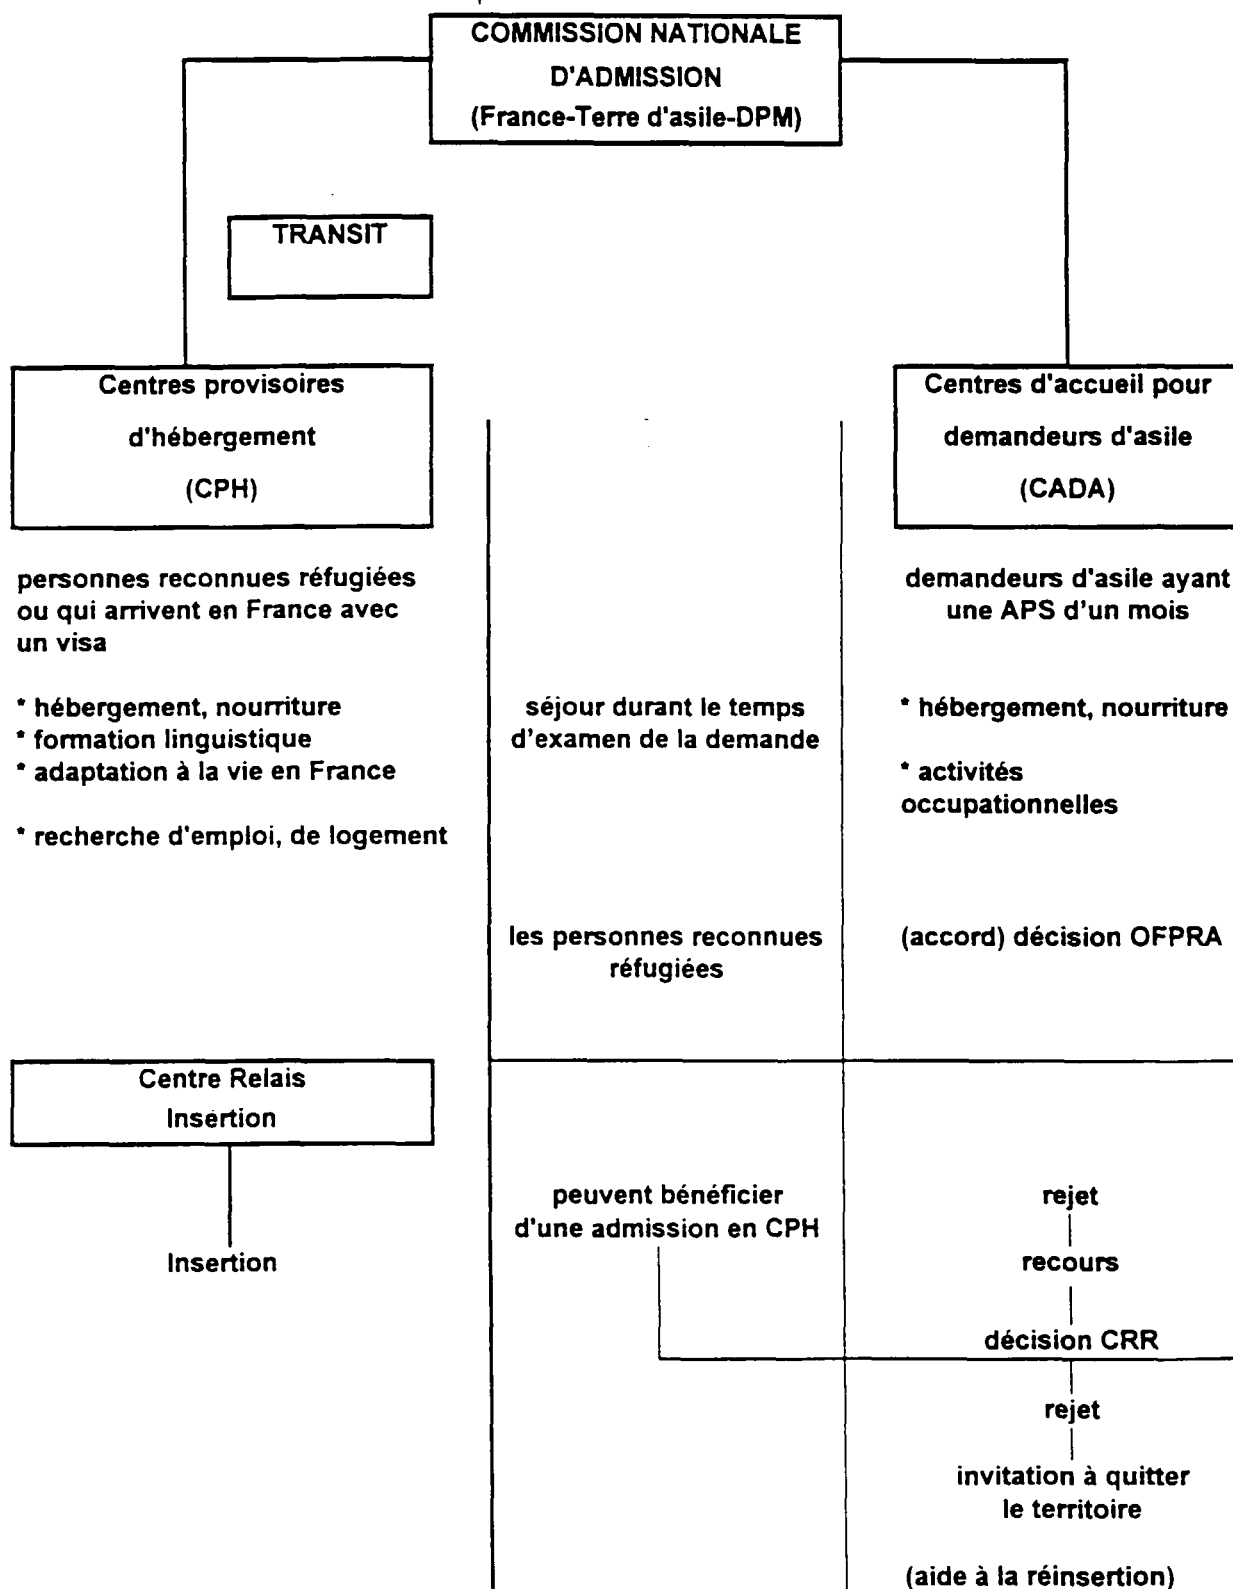 COMMISSION NATIONALE
D'ADMISSION
(France-Terre d'asile-DPM)
TRANSIT
Centres provisoires
d'hébergement
(CPH)
personnes reconnues réfugiées
ou qui arrivent en France avec
un visa
* hébergement, nourriture
* formation linguistique
* adaptation à la vie en France
* recherche d'emploi, de logement
Centre Relais
Insertion
Insertion
séjour durant le temps
d'examen de la demande
les personnes reconnues
réfugiées
peuvent bénéficier
d'une admission en CPH
Centres d'accueil pour
demandeurs d'asile
(CADA)
demandeurs d'asile ayant
une APS d'un mois
* hébergement, nourriture
* activités
occupationnelles
(accord) décision OFPRA
rejet
recours
décision CRR
rejet
invitation à quitter
le territoire
(aide à la réinsertion)